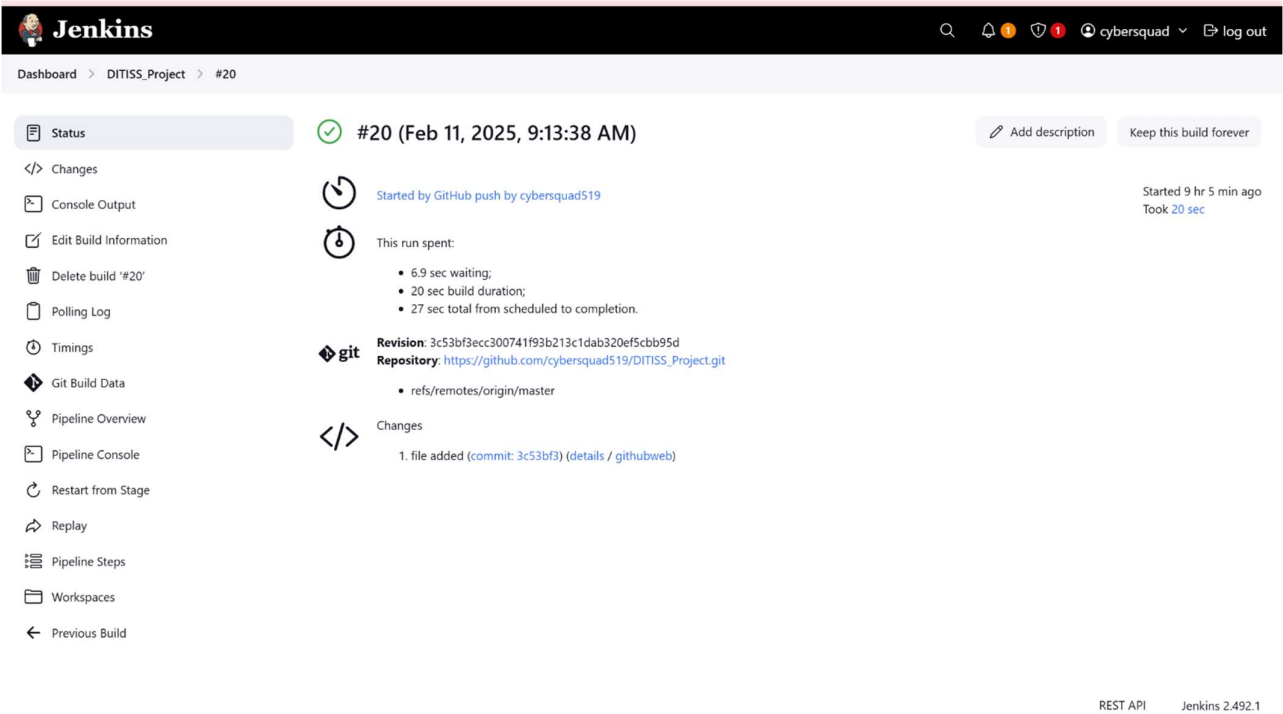 Jenkins
1
1
cybersquad
log out
Dashboard > DITISS_Project > #20
Status
Changes
Console Output
Edit Build Information
Delete build '#20'
Polling Log
Timings
Git Build Data
Pipeline Overview
Pipeline Console
Restart from Stage
Replay
Pipeline Steps
Workspaces
Previous Build
#20 (Feb 11, 2025, 9:13:38 AM)
Add description
Keep this build forever
Started by GitHub push by cybersquad519
Started 9 hr 5 min ago
Took 20 sec
This run spent:
• 6.9 sec waiting;
• 20 sec build duration;
• 27 sec total from scheduled to completion.
git
Revision: 3c53bf3ecc300741f93b213c1dab320ef5cbb95d
Repository: https://github.com/cybersquad519/DITISS_Project.git
• refs/remotes/origin/master
Changes
1. file added (commit: 3c53bf3) (details / githubweb)
REST API
Jenkins 2.492.1